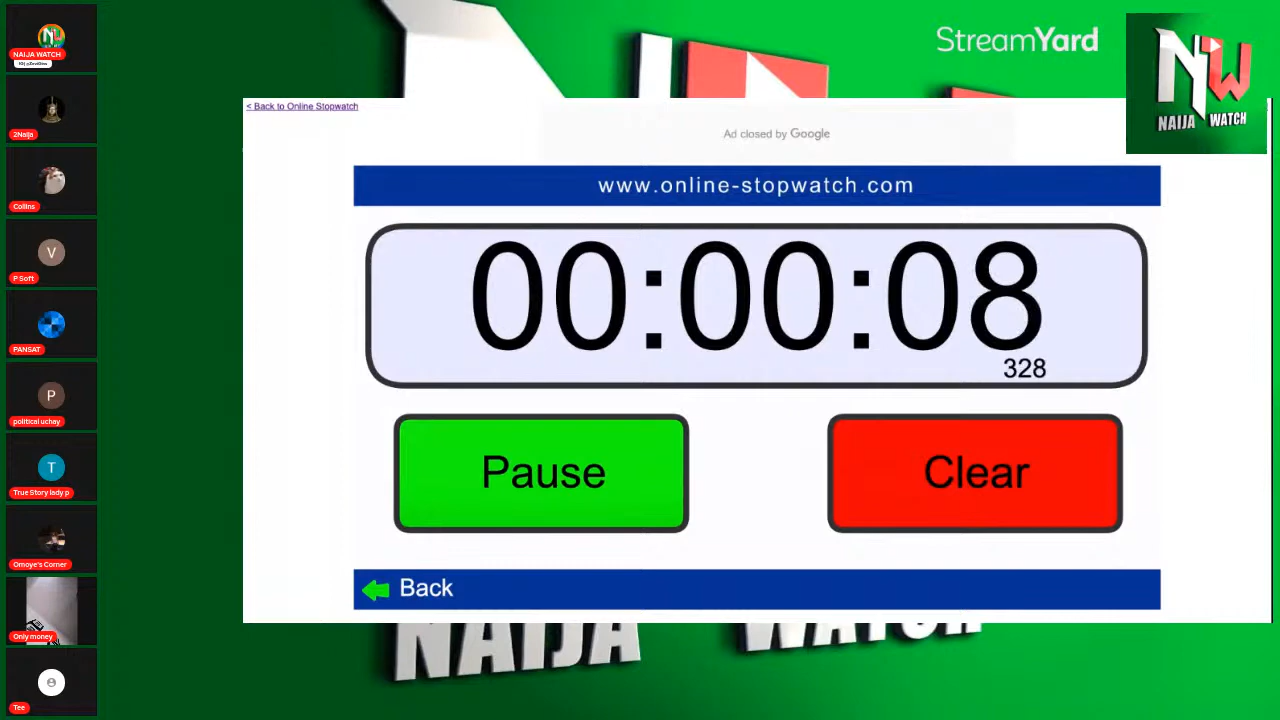 NAIJA WATCH
2Naija
Collins
V
P Soft
PANSAT
P
political uchay
T
True Story lady p
Omoye's Corner
Only money
Tee
StreamYard
NW
NAIJA WATCH
< Back to Online Stopwatch
Ad closed by Google
www.online-stopwatch.com
00:00:08
328
Pause
Clear
Back
NAIJA WATCH